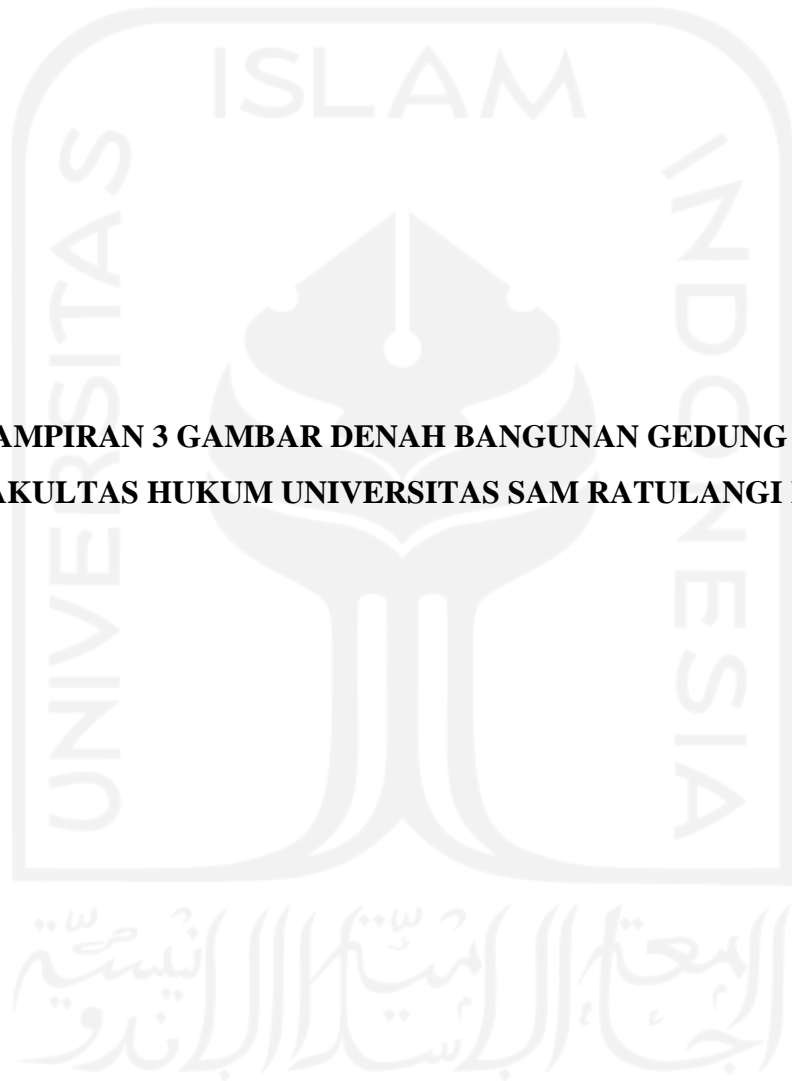 ISLAM
UNIVERSITAS
INDONESIA
AMPIRAN 3 GAMBAR DENAH BANGUNAN GEDUNG
AKULTAS HUKUM UNIVERSITAS SAM RATULANGI